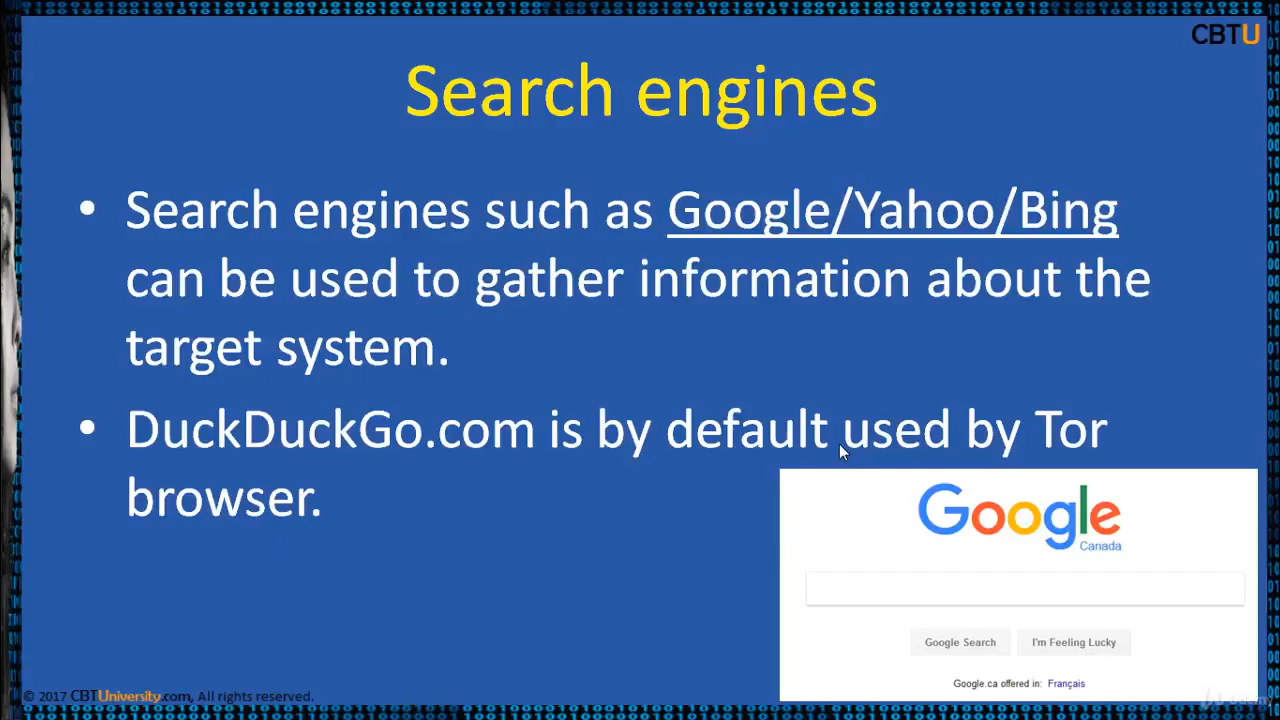 CBTU
Search engines
• Search engines such as Google/Yahoo/Bing
can be used to gather information about the
target system.
• DuckDuckGo.com is by default used by Tor
browser.
Google
Canada
Google Search
I'm Feeling Lucky
Google.ca offered in: Français
© 2017 CBTUniversity.com, All rights reserved.
Udemy